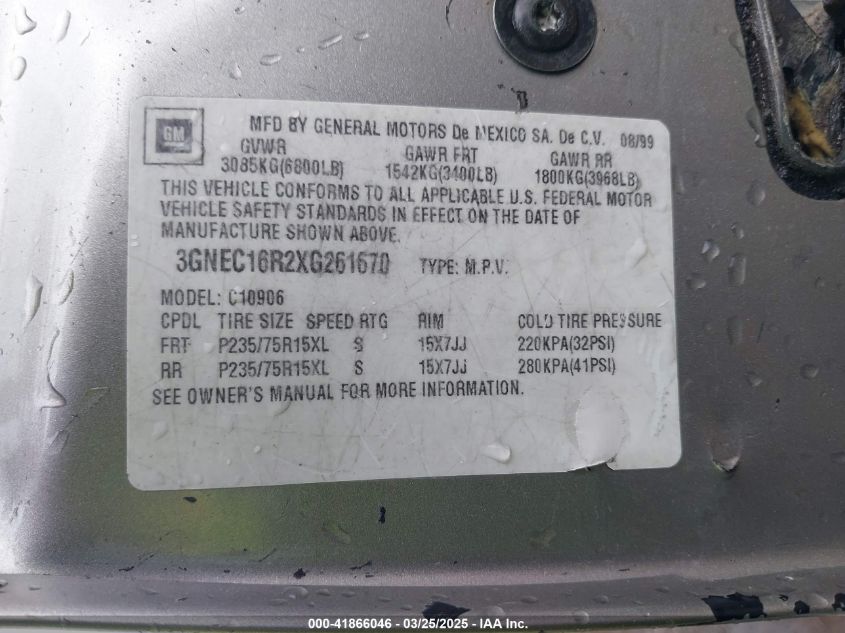 GM
MFD BY GENERAL MOTORS De MEXICO SA. De C.V. 08/99
GVWR GAWR FRT GAWR RR
3085KG(6800LB) 1542KG(3400LB) 1800KG(3968LB)
THIS VEHICLE CONFORMS TO ALL APPLICABLE U.S. FEDERAL MOTOR
VEHICLE SAFETY STANDARDS IN EFFECT ON THE DATE OF
MANUFACTURE SHOWN ABOVE.
3GNEC16R2XG261670 TYPE: M.P.V.
MODEL: C10906
CPDL TIRE SIZE SPEED RTG RIM COLD TIRE PRESSURE
FRT P235/75R15XL S 15X7JJ 220KPA(32PSI)
RR P235/75R15XL S 15X7JJ 280KPA(41PSI)
SEE OWNER'S MANUAL FOR MORE INFORMATION.
000-41866046 - 03/25/2025 - IAA Inc.